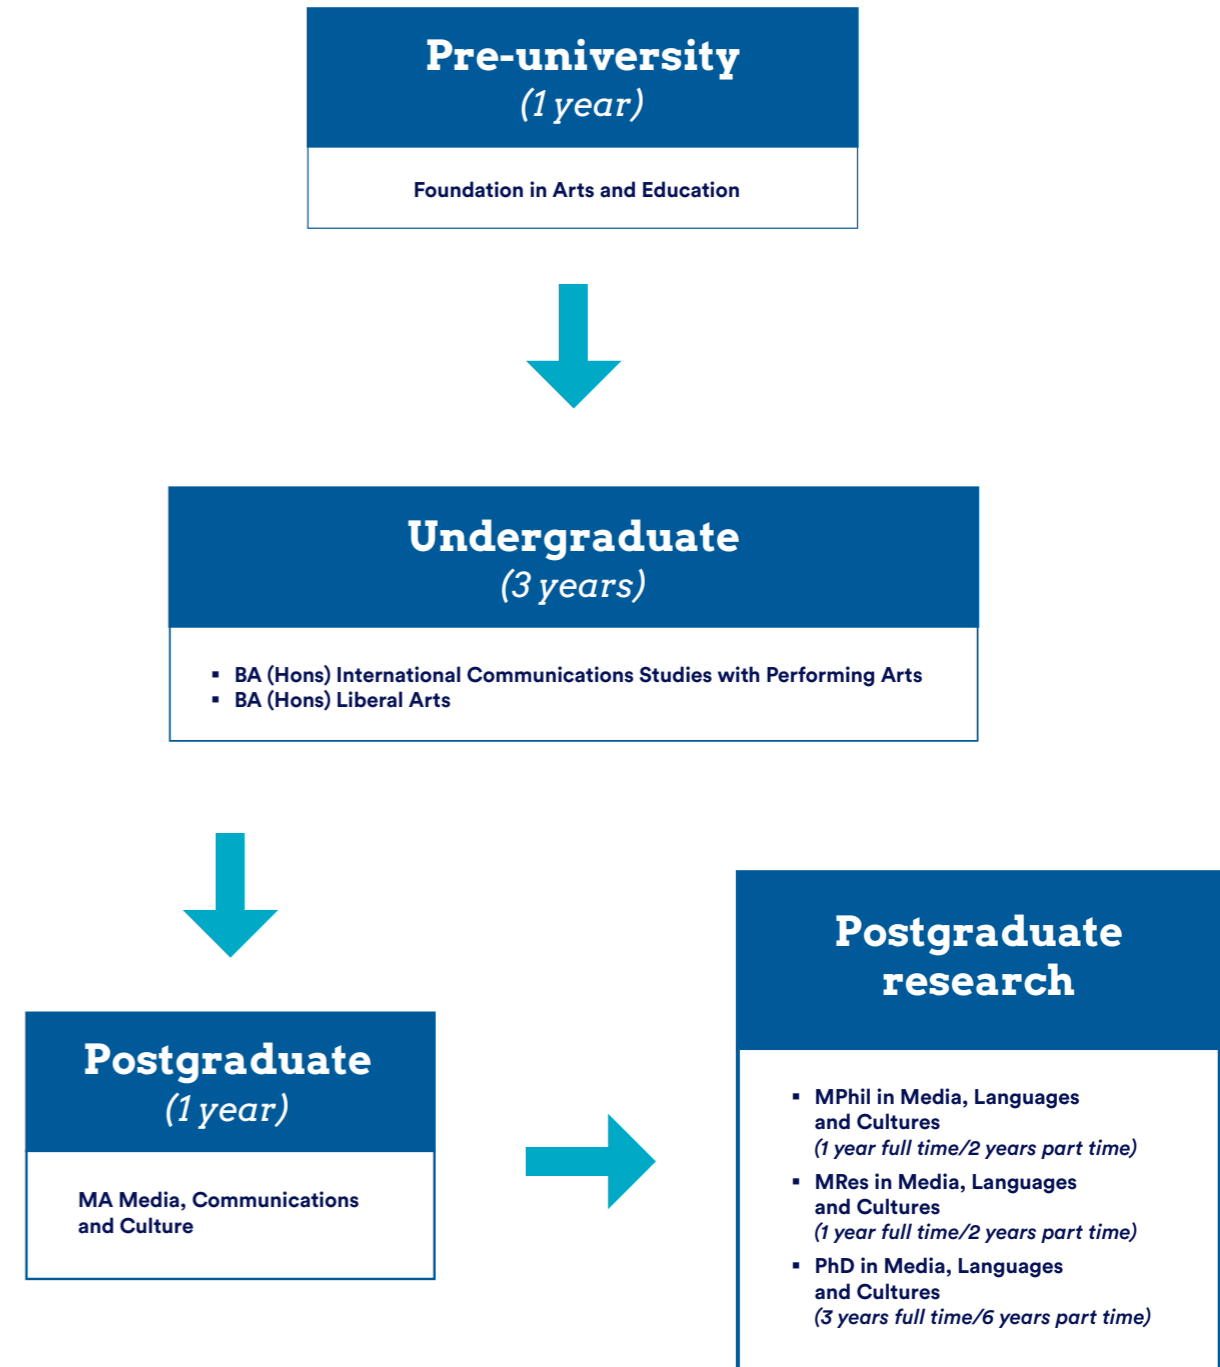 Pre-university
(1 year)
Foundation in Arts and Education
Undergraduate
(3 years)
▪ BA (Hons) International Communications Studies with Performing Arts
▪ BA (Hons) Liberal Arts
Postgraduate
(1 year)
MA Media, Communications
and Culture
Postgraduate
research
▪ MPhil in Media, Languages
and Cultures
(1 year full time/2 years part time)
▪ MRes in Media, Languages
and Cultures
(1 year full time/2 years part time)
▪ PhD in Media, Languages
and Cultures
(3 years full time/6 years part time)